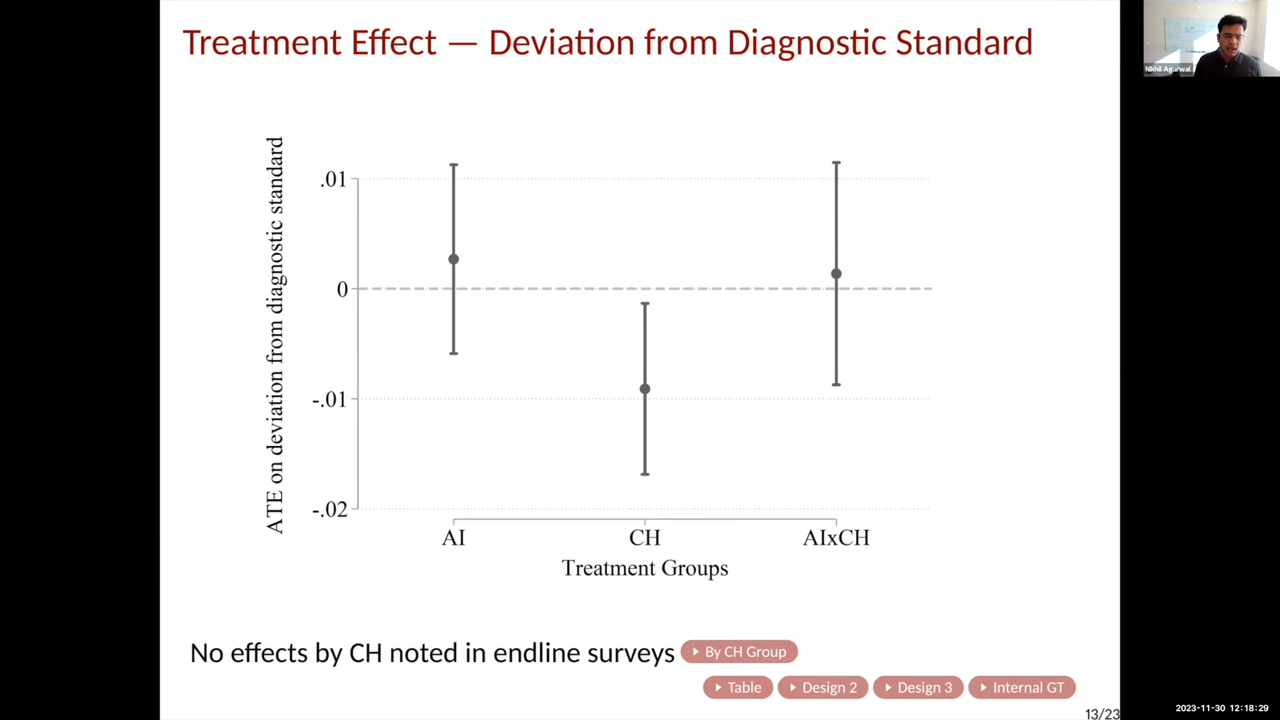 Treatment Effect — Deviation from Diagnostic Standard
Nikhil Agarwal
ATE on deviation from diagnostic standard
.01
0
-.01
-.02
AI
CH
AIxCH
Treatment Groups
No effects by CH noted in endline surveys
By CH Group
Table
Design 2
Design 3
Internal GT
13/23
2023-11-30 12:18:29